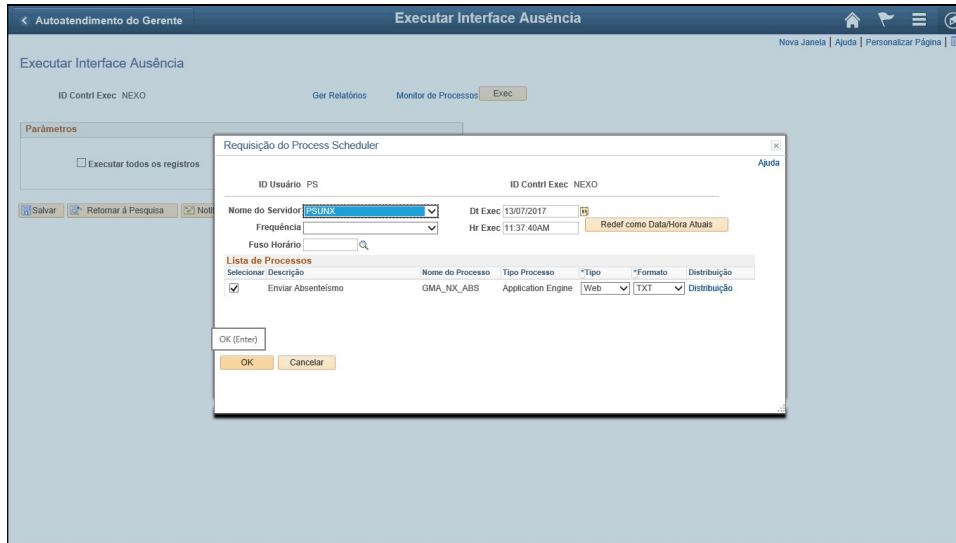 Autoatendimento do Gerente
Executar Interface Ausência
Nova Janela | Ajuda | Personalizar Página |
Executar Interface Ausência
ID Contrl Exec NEXO Ger Relatórios Monitor de Processos Exec
Parâmetros
Executar todos os registros
Salvar Retornar à Pesquisa
Requisição do Process Scheduler
Ajuda
ID Usuário PS ID Contrl Exec NEXO
Nome do Servidor PSUNX Dt Exec 13/07/2017
Frequência Hr Exec 11:37:40AM Redef como Data/Hora Atuais
Fuso Horário
Lista de Processos
Selecionar Descrição Nome do Processo Tipo Processo *Tipo *Formato Distribuição
Enviar Absenteísmo GMA_NX_ABS Application Engine Web TXT Distribuição
OK (Enter)
OK Cancelar